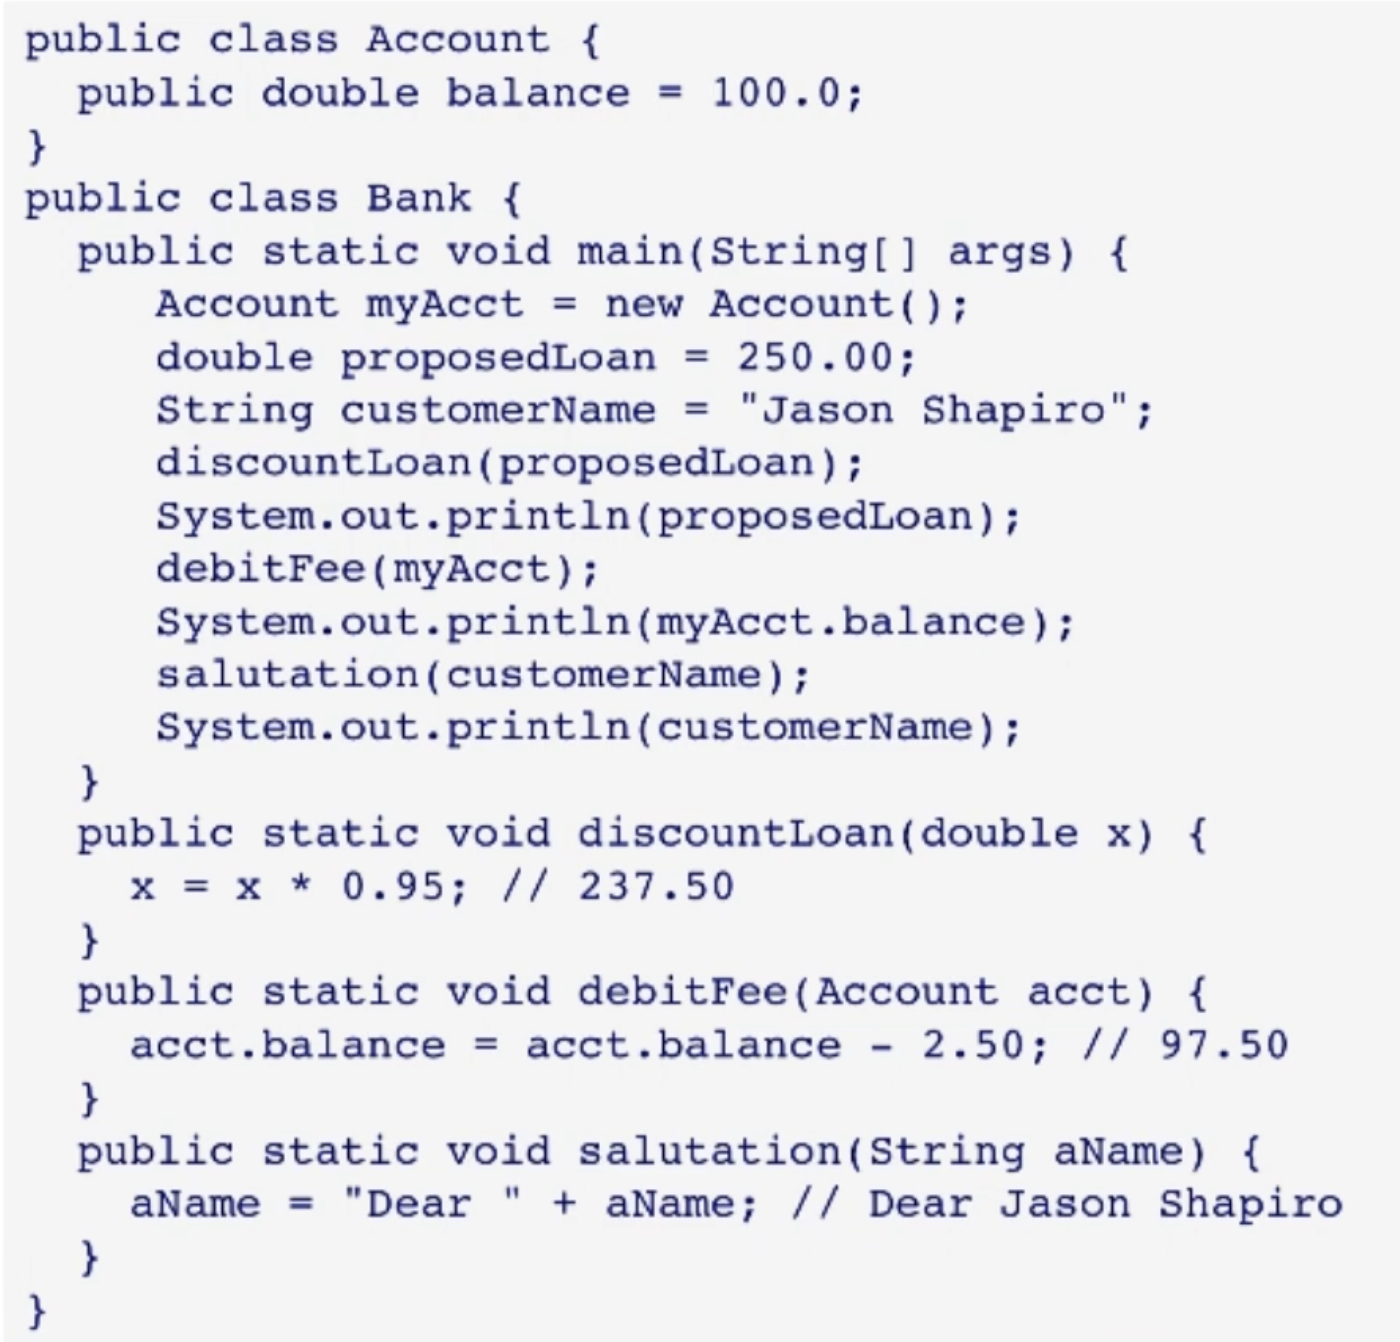 public class Account {
  public double balance = 100.0;
}
public class Bank {
  public static void main(String[] args) {
     Account myAcct = new Account();
     double proposedLoan = 250.00;
     String customerName = "Jason Shapiro";
     discountLoan(proposedLoan);
     System.out.println(proposedLoan);
     debitFee(myAcct);
     System.out.println(myAcct.balance);
     salutation(customerName);
     System.out.println(customerName);
  }
  public static void discountLoan(double x) {
    x = x * 0.95; // 237.50
  }
  public static void debitFee(Account acct) {
    acct.balance = acct.balance - 2.50; // 97.50
  }
  public static void salutation(String aName) {
    aName = "Dear " + aName; // Dear Jason Shapiro
  }
}